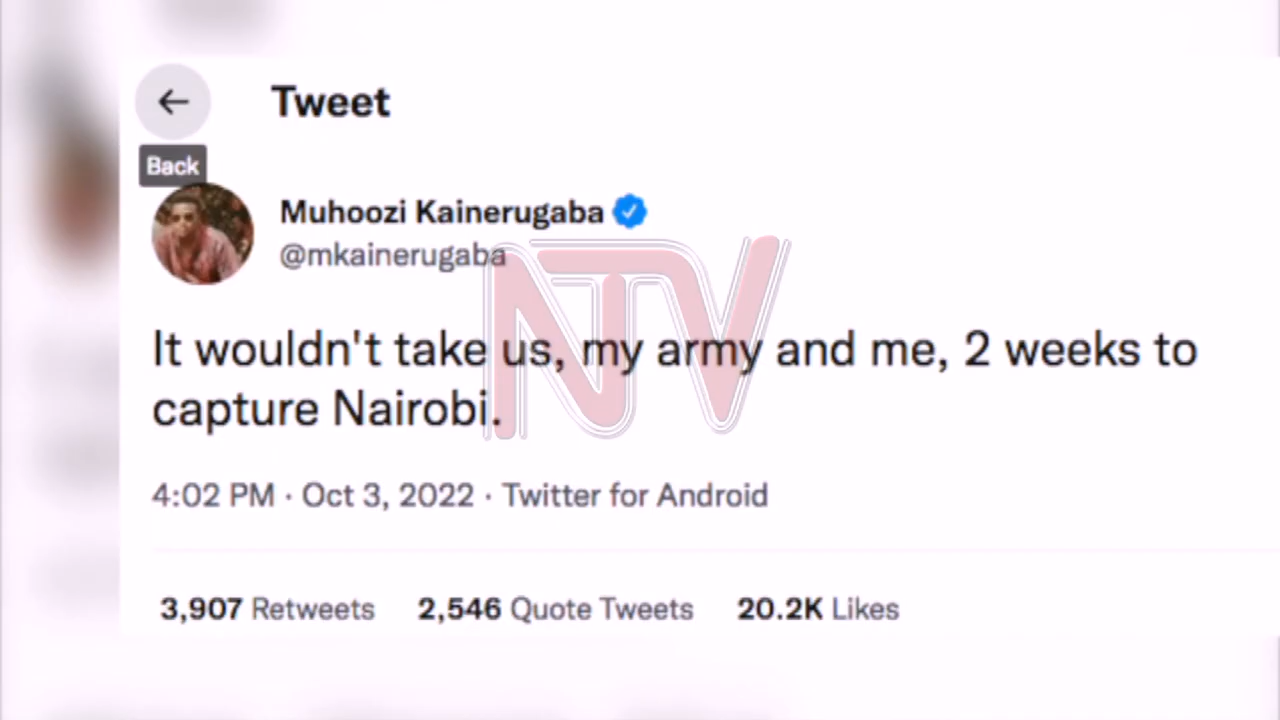 Tweet
Back
Muhoozi Kainerugaba
@mkainerugaba
NTV
It wouldn't take us, my army and me, 2 weeks to
capture Nairobi.
4:02 PM · Oct 3, 2022 · Twitter for Android
3,907 Retweets 2,546 Quote Tweets 20.2K Likes